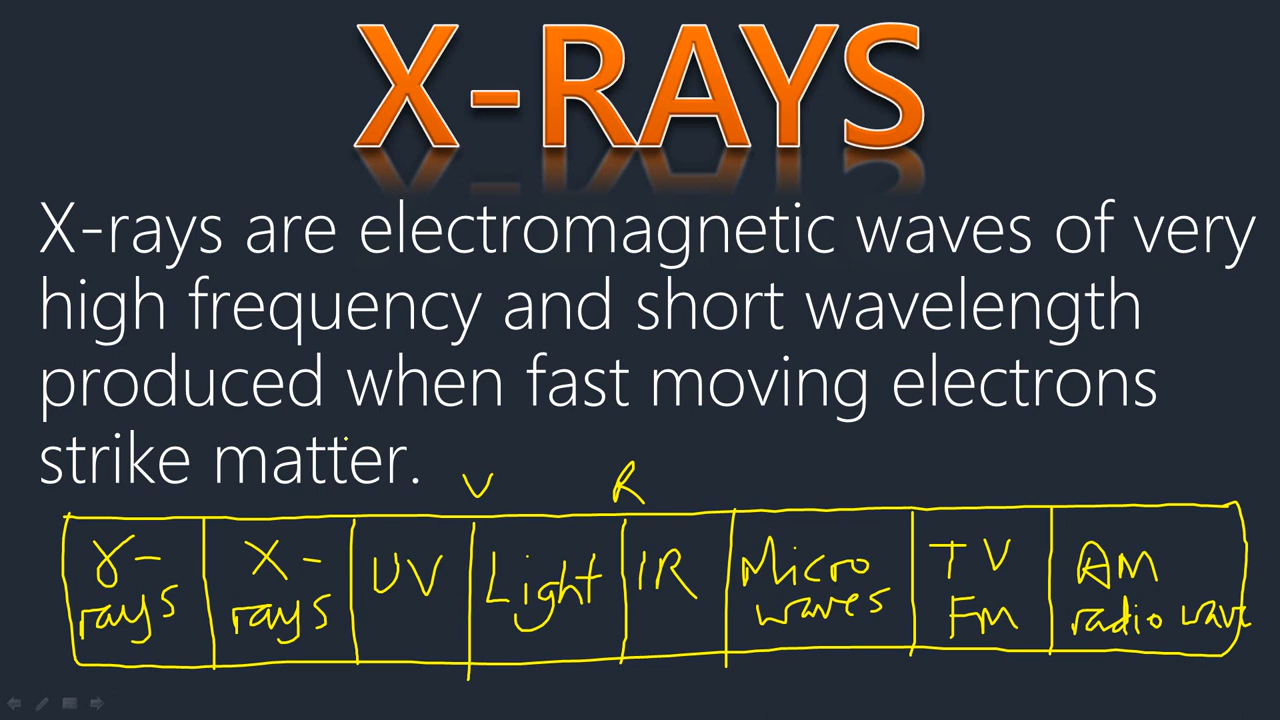 X-RAYS
X-rays are electromagnetic waves of very
high frequency and short wavelength
produced when fast moving electrons
strike matter.
V R
γ- X- UV Light IR Micro TV AM
rays rays waves FM radio wave